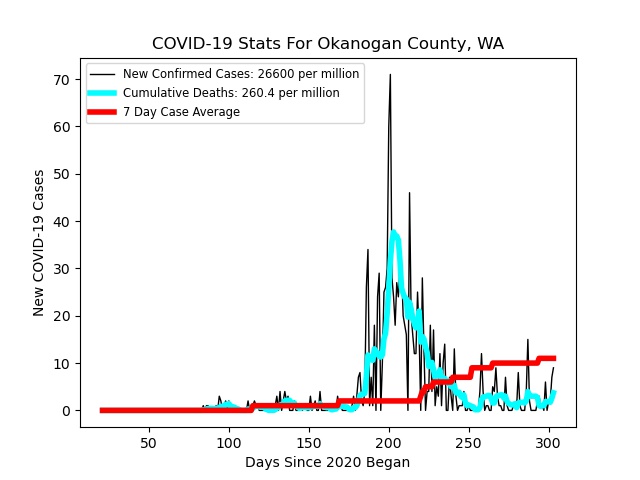 COVID-19 Stats For Okanogan County, WA
New Confirmed Cases: 26600 per million
Cumulative Deaths: 260.4 per million
7 Day Case Average
New COVID-19 Cases
70
60
50
40
30
20
10
0
50 100 150 200 250 300
Days Since 2020 Began